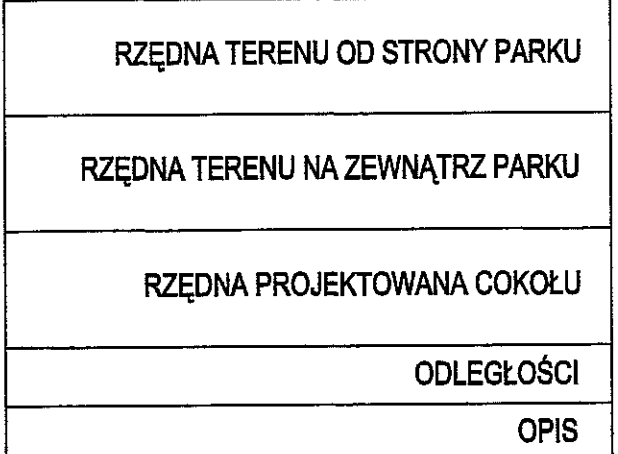 RZĘDNA TERENU OD STRONY PARKU
RZĘDNA TERENU NA ZEWNĄTRZ PARKU
RZĘDNA PROJEKTOWANA COKOŁU
ODLEGŁOŚCI
OPIS